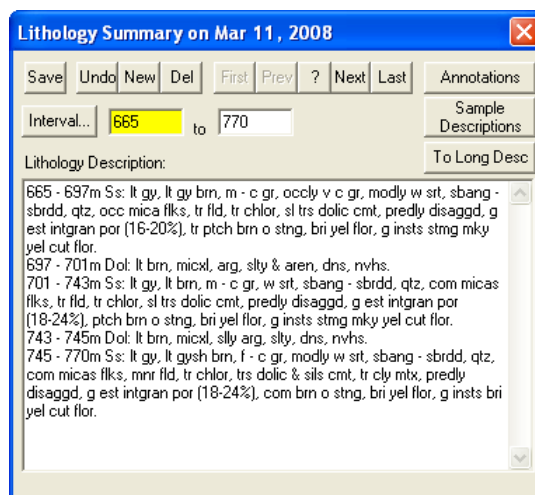 Lithology Summary on Mar 11, 2008
Save Undo New Del First Prev ? Next Last Annotations
Interval... 665 to 770 Sample Descriptions
Lithology Description: To Long Desc
665 - 697m Ss: lt gy, lt gy brn, m - c gr, occly v c gr, modly w srt, sbang -
sbrdd, qtz, occ mica flks, tr fld, tr chlor, sl trs dolic cmt, predly disaggd, g
est intgran por (16-20%), tr ptch brn o stng, bri yel flor, g insts stmg mky
yel cut flor.
697 - 701m Dol: lt brn, micxl, arg, slty & aren, dns, nvhs.
701 - 743m Ss: lt gy, lt brn, m - c gr, w srt, sbang - sbrdd, qtz, com micas
flks, tr fld, tr chlor, sl trs dolic cmt, predly disaggd, g est intgran por
(18-24%), ptch brn o stng, bri yel flor, g insts stmg mky yel cut flor.
743 - 745m Dol: lt brn, micxl, slly arg, slty, dns, nvhs.
745 - 770m Ss: lt gy, lt gysh brn, f - c gr, modly w srt, sbang - sbrdd, qtz,
com micas flks, mnr fld, tr chlor, trs dolic & sils cmt, tr cly mtx, predly
disaggd, g est intgran por (18-24%), com brn o stng, bri yel flor, g insts bri
yel cut flor.